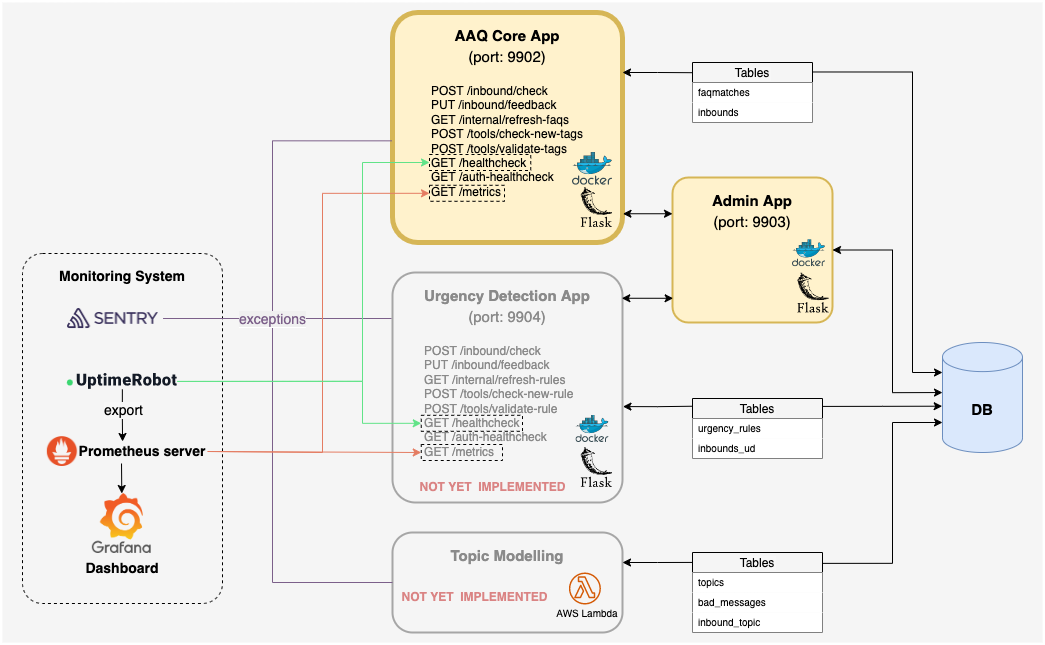 AAQ Core App
(port: 9902)
POST /inbound/check
PUT /inbound/feedback
GET /internal/refresh-faqs
POST /tools/check-new-tags
POST /tools/validate-tags
GET /healthcheck
GET /auth-healthcheck
GET /metrics
docker
Flask
Tables
faqmatches
inbounds
Admin App
(port: 9903)
docker
Flask
Monitoring System
SENTRY
exceptions
UptimeRobot
export
Prometheus server
Grafana
Dashboard
Urgency Detection App
(port: 9904)
POST /inbound/check
PUT /inbound/feedback
GET /internal/refresh-rules
POST /tools/check-new-rule
POST /tools/validate-rule
GET /healthcheck
GET /auth-healthcheck
GET /metrics
docker
Flask
NOT YET IMPLEMENTED
Tables
urgency_rules
inbounds_ud
DB
Topic Modelling
NOT YET IMPLEMENTED
AWS Lambda
Tables
topics
bad_messages
inbound_topic